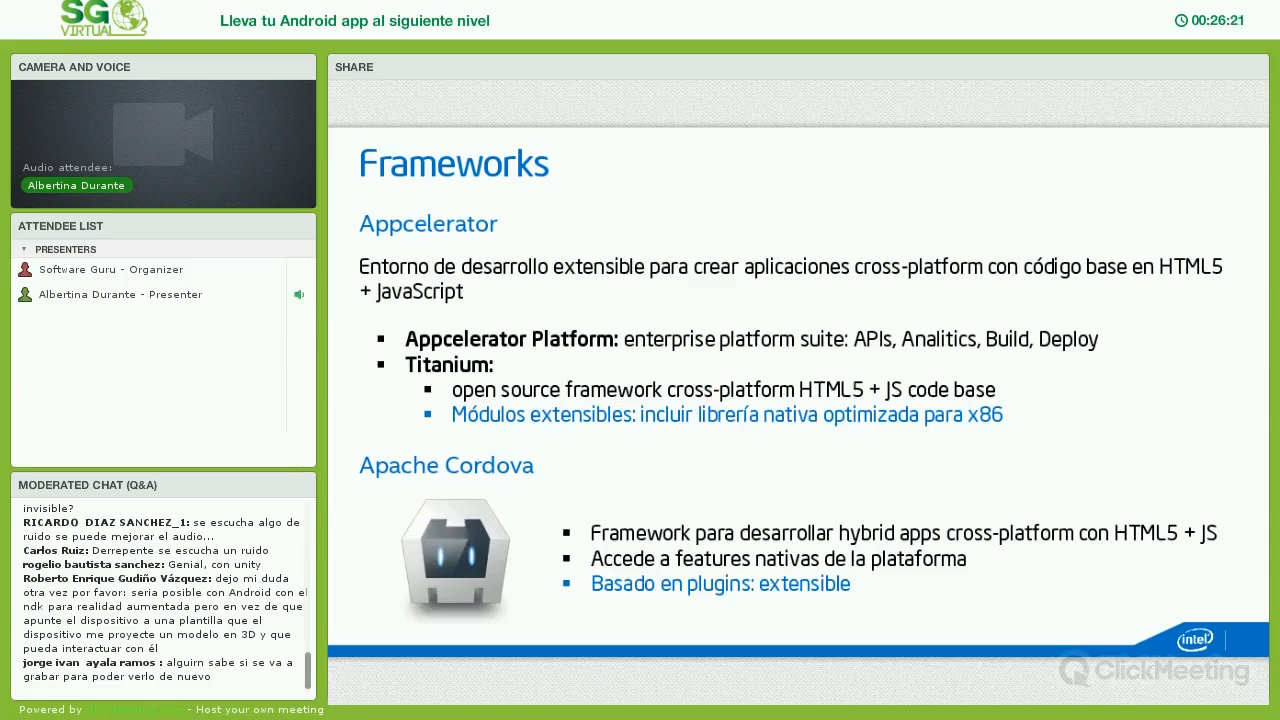 SG
VIRTUAL
Lleva tu Android app al siguiente nivel
00:26:21
CAMERA AND VOICE
Audio attendee:
Albertina Durante
ATTENDEE LIST
PRESENTERS
Software Guru - Organizer
Albertina Durante - Presenter
MODERATED CHAT (Q&A)
invisible?
RICARDO DIAZ SANCHEZ_1: se escucha algo de
ruido se puede mejorar el audio...
Carlos Ruiz: Derrepente se escucha un ruido
rogelio bautista sanchez: Genial, con unity
Roberto Enrique Gudiño Vázquez: dejo mi duda
otra vez por favor: seria posible con Android con el
ndk para realidad aumentada pero en vez de que
apunte el dispositivo a una plantilla que el
dispositivo me proyecte un modelo en 3D y que
pueda interactuar con él
jorge ivan ayala ramos : alguirn sabe si se va a
grabar para poder verlo de nuevo
Powered by ClickMeeting.com - Host your own meeting
SHARE
Frameworks
Appcelerator
Entorno de desarrollo extensible para crear aplicaciones cross-platform con código base en HTML5
+ JavaScript
▪ Appcelerator Platform: enterprise platform suite: APIs, Analitics, Build, Deploy
▪ Titanium:
▪ open source framework cross-platform HTML5 + JS code base
▪ Módulos extensibles: incluir librería nativa optimizada para x86
Apache Cordova
▪ Framework para desarrollar hybrid apps cross-platform con HTML5 + JS
▪ Accede a features nativas de la plataforma
▪ Basado en plugins: extensible
intel
ClickMeeting